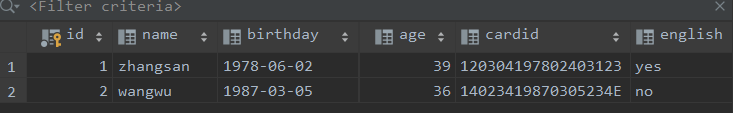 <Filter criteria>
id name birthday age cardid english
1 1 zhangsan 1978-06-02 39 120304197802403123 yes
2 2 wangwu 1987-03-05 36 14023419870305234E no